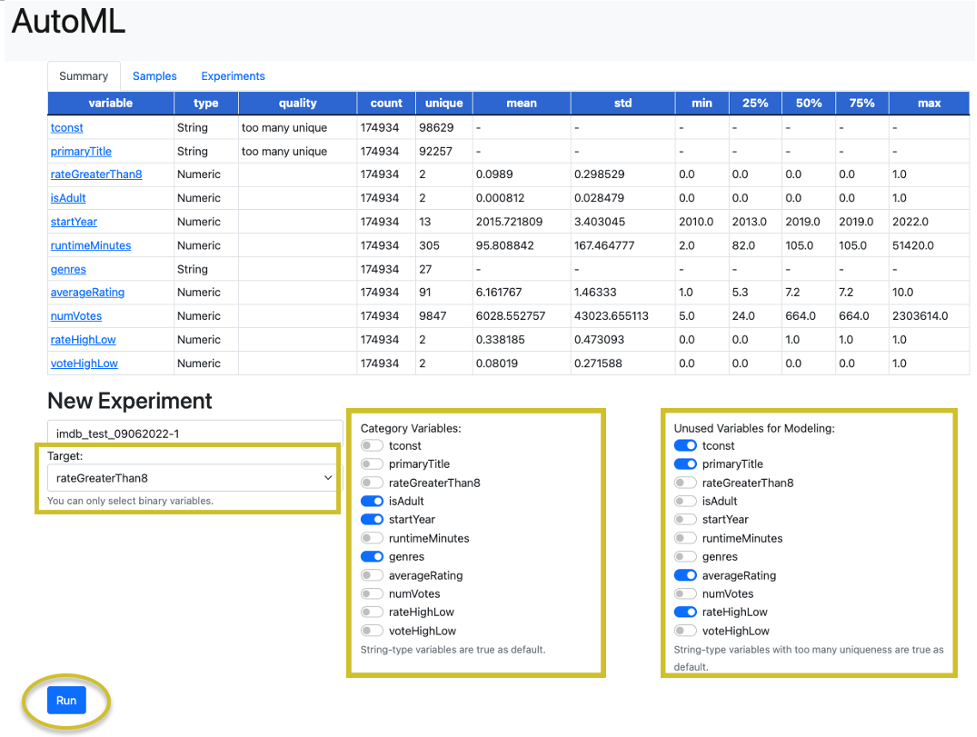 AutoML
Summary Samples Experiments
variable type quality count unique mean std min 25% 50% 75% max
tconst String too many unique 174934 98629 - - - - - - -
primaryTitle String too many unique 174934 92257 - - - - - - -
rateGreaterThan8 Numeric 174934 2 0.0989 0.298529 0.0 0.0 0.0 0.0 1.0
isAdult Numeric 174934 2 0.000812 0.028479 0.0 0.0 0.0 0.0 1.0
startYear Numeric 174934 13 2015.721809 3.403045 2010.0 2013.0 2019.0 2019.0 2022.0
runtimeMinutes Numeric 174934 305 95.808842 167.464777 2.0 82.0 105.0 105.0 51420.0
genres String 174934 27 - - - - - - -
averageRating Numeric 174934 91 6.161767 1.46333 1.0 5.3 7.2 7.2 10.0
numVotes Numeric 174934 9847 6028.552757 43023.655113 5.0 24.0 664.0 664.0 2303614.0
rateHighLow Numeric 174934 2 0.338185 0.473093 0.0 0.0 1.0 1.0 1.0
voteHighLow Numeric 174934 2 0.08019 0.271588 0.0 0.0 0.0 0.0 1.0
New Experiment
imdb_test_09062022-1
Target:
rateGreaterThan8
You can only select binary variables.
Category Variables:
tconst
primaryTitle
rateGreaterThan8
isAdult
startYear
runtimeMinutes
genres
averageRating
numVotes
rateHighLow
voteHighLow
String-type variables are true as default.
Unused Variables for Modeling:
tconst
primaryTitle
rateGreaterThan8
isAdult
startYear
runtimeMinutes
genres
averageRating
numVotes
rateHighLow
voteHighLow
String-type variables with too many uniqueness are true as
default.
Run